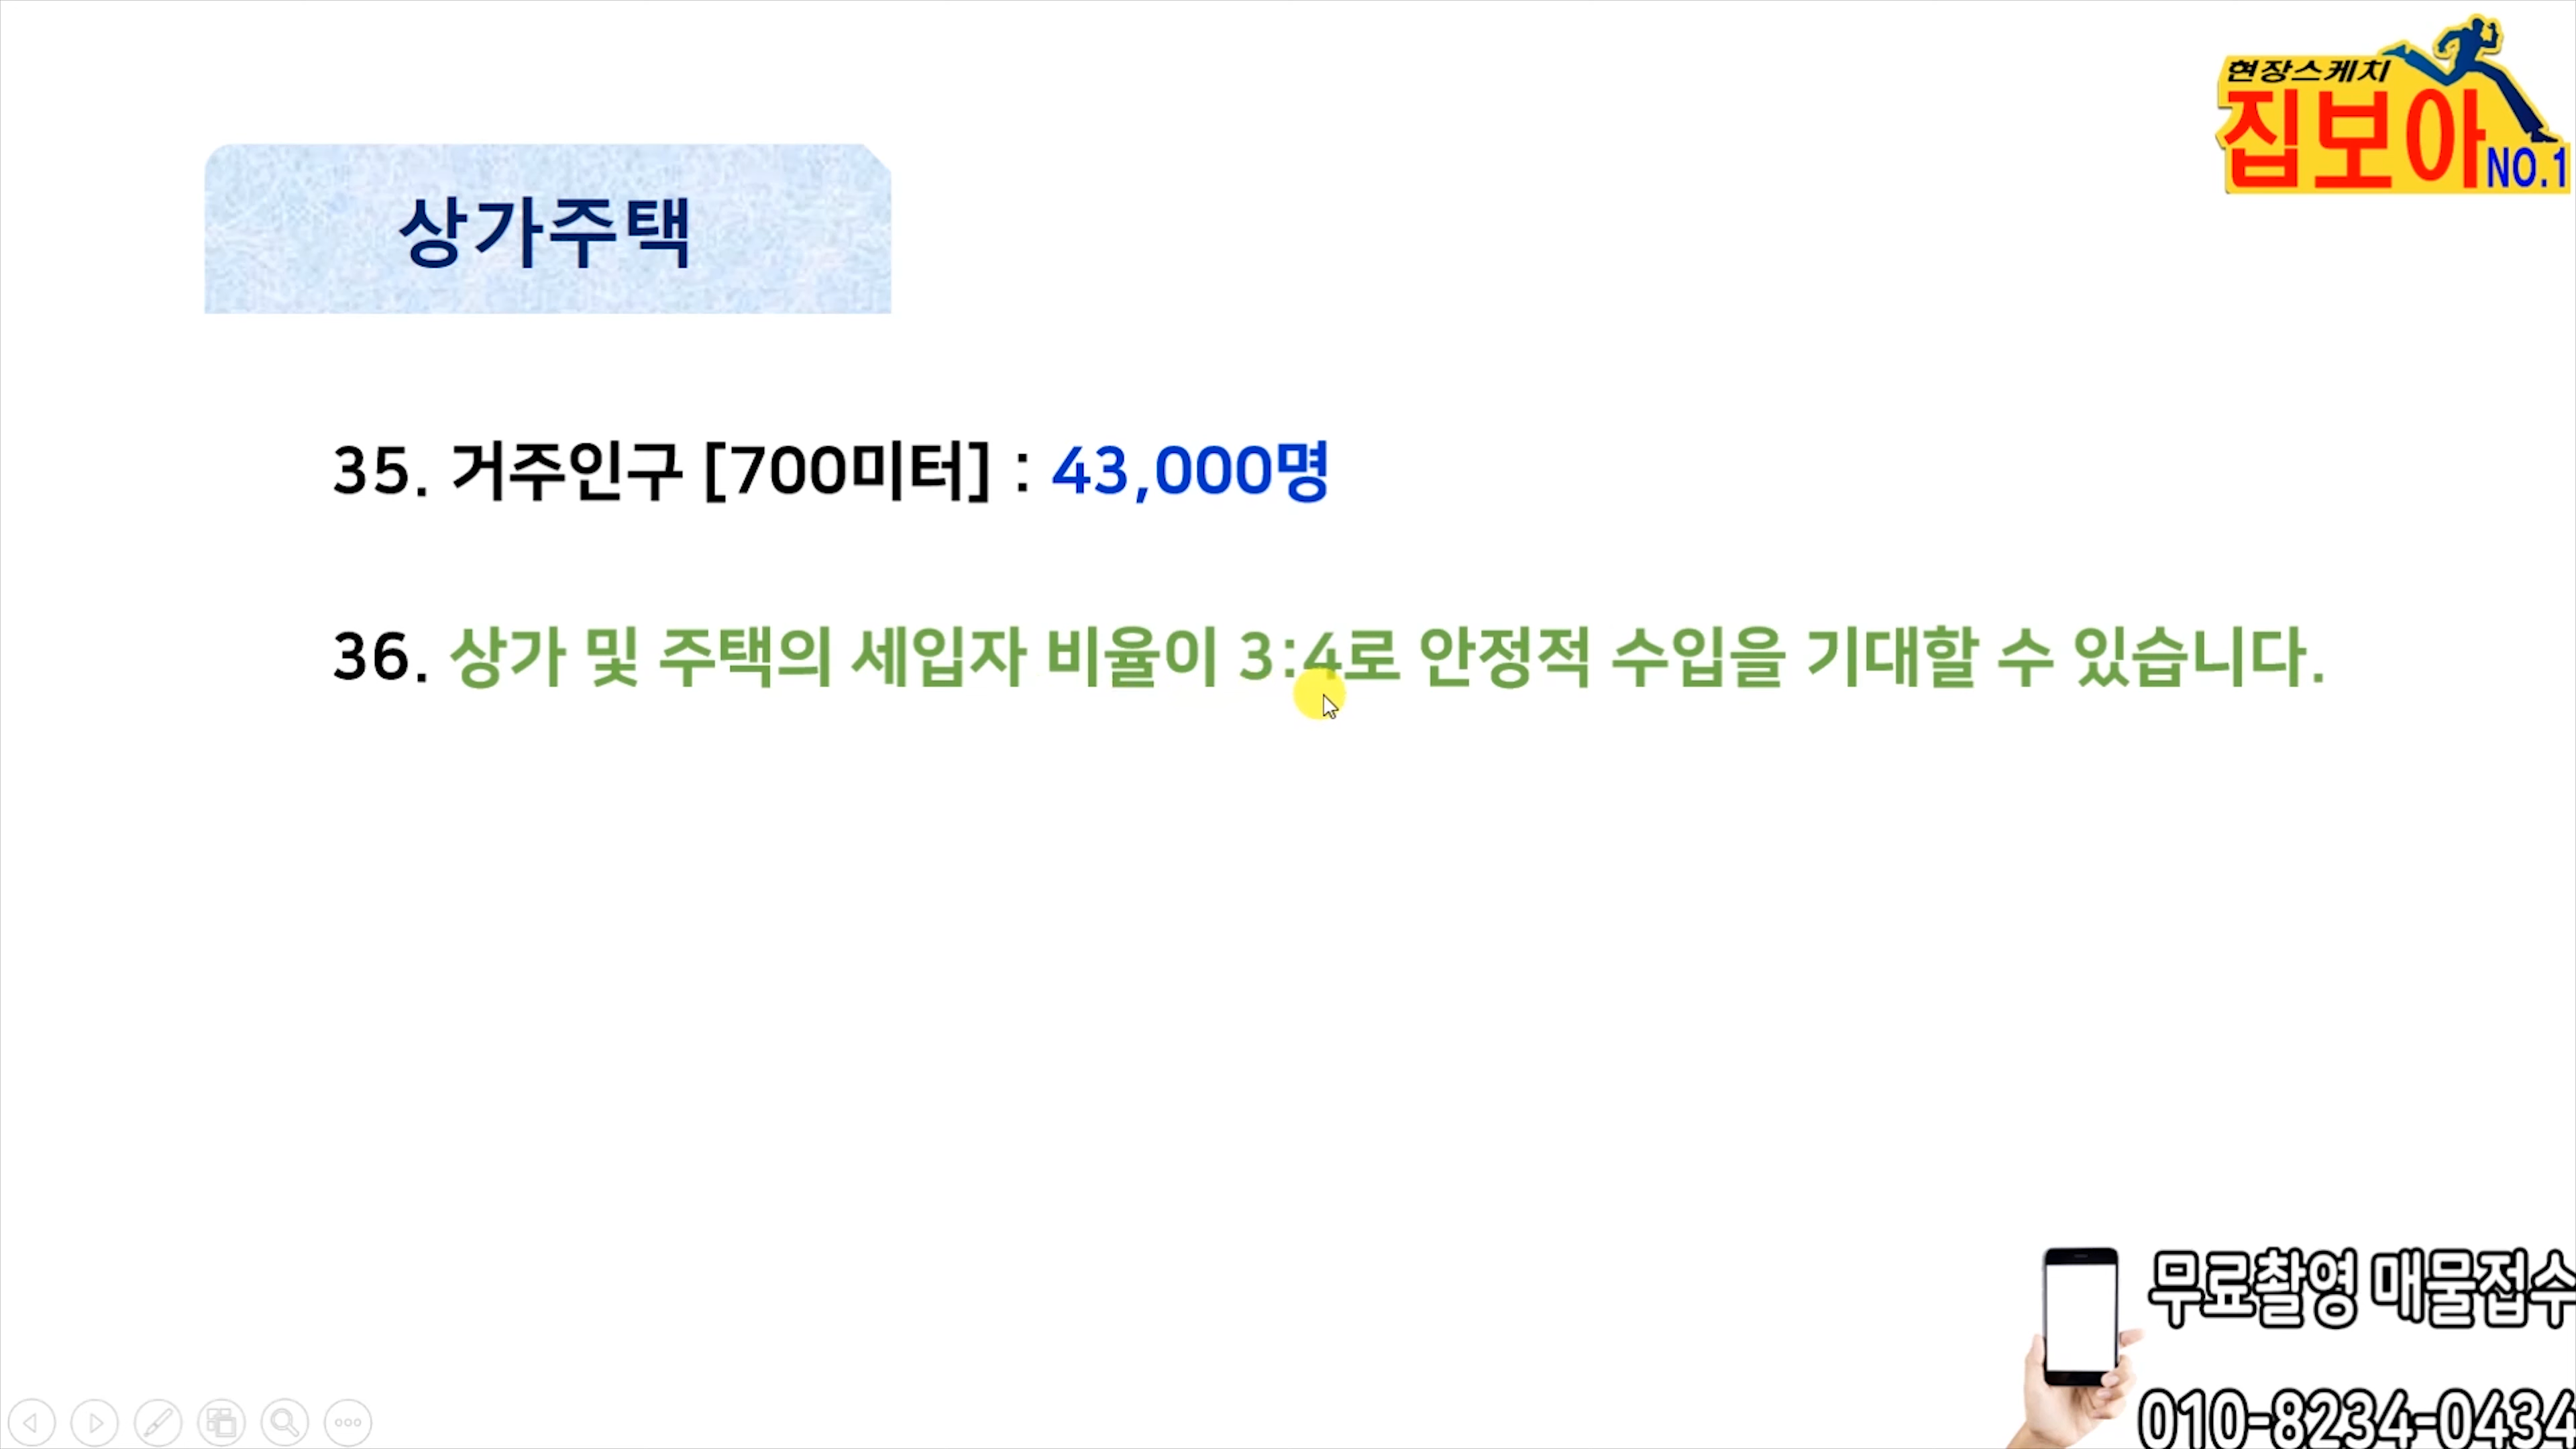 현장스케치
집보아 NO.1
상가주택
35. 거주인구 [700미터] : 43,000명
36. 상가 및 주택의 세입자 비율이 3:4로 안정적 수입을 기대할 수 있습니다.
무료촬영 매물접수
010-8234-0434